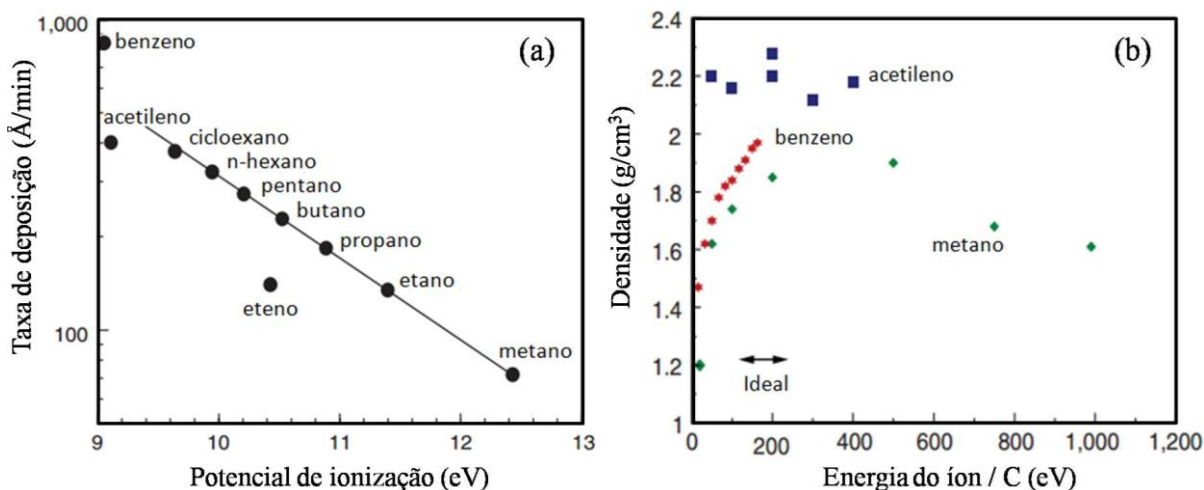 1,000
100
Taxa de deposição (Å/min)
(a)
benzeno
acetileno
cicloexano
n-hexano
pentano
butano
propano
eteno
etano
metano
9
10
11
12
13
Potencial de ionização (eV)
2.6
2.4
2.2
2
1.8
1.6
1.4
1.2
1
Densidade (g/cm³)
(b)
acetileno
benzeno
metano
Ideal
0
200
400
600
800
1,000
1,200
Energia do íon / C (eV)